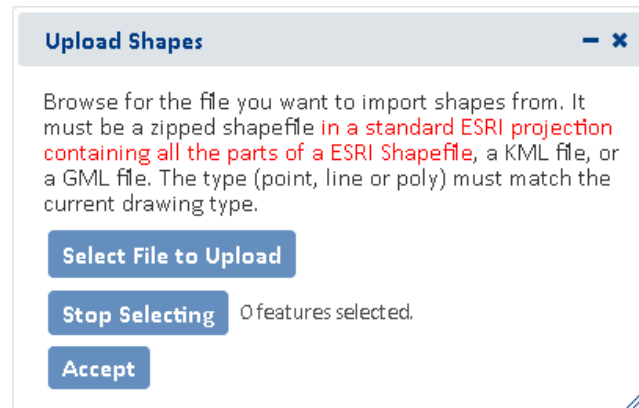 Upload Shapes
Browse for the file you want to import shapes from. It
must be a zipped shapefile in a standard ESRI projection
containing all the parts of a ESRI Shapefile, a KML file, or
a GML file. The type (point, line or poly) must match the
current drawing type.
Select File to Upload
Stop Selecting 0 features selected.
Accept